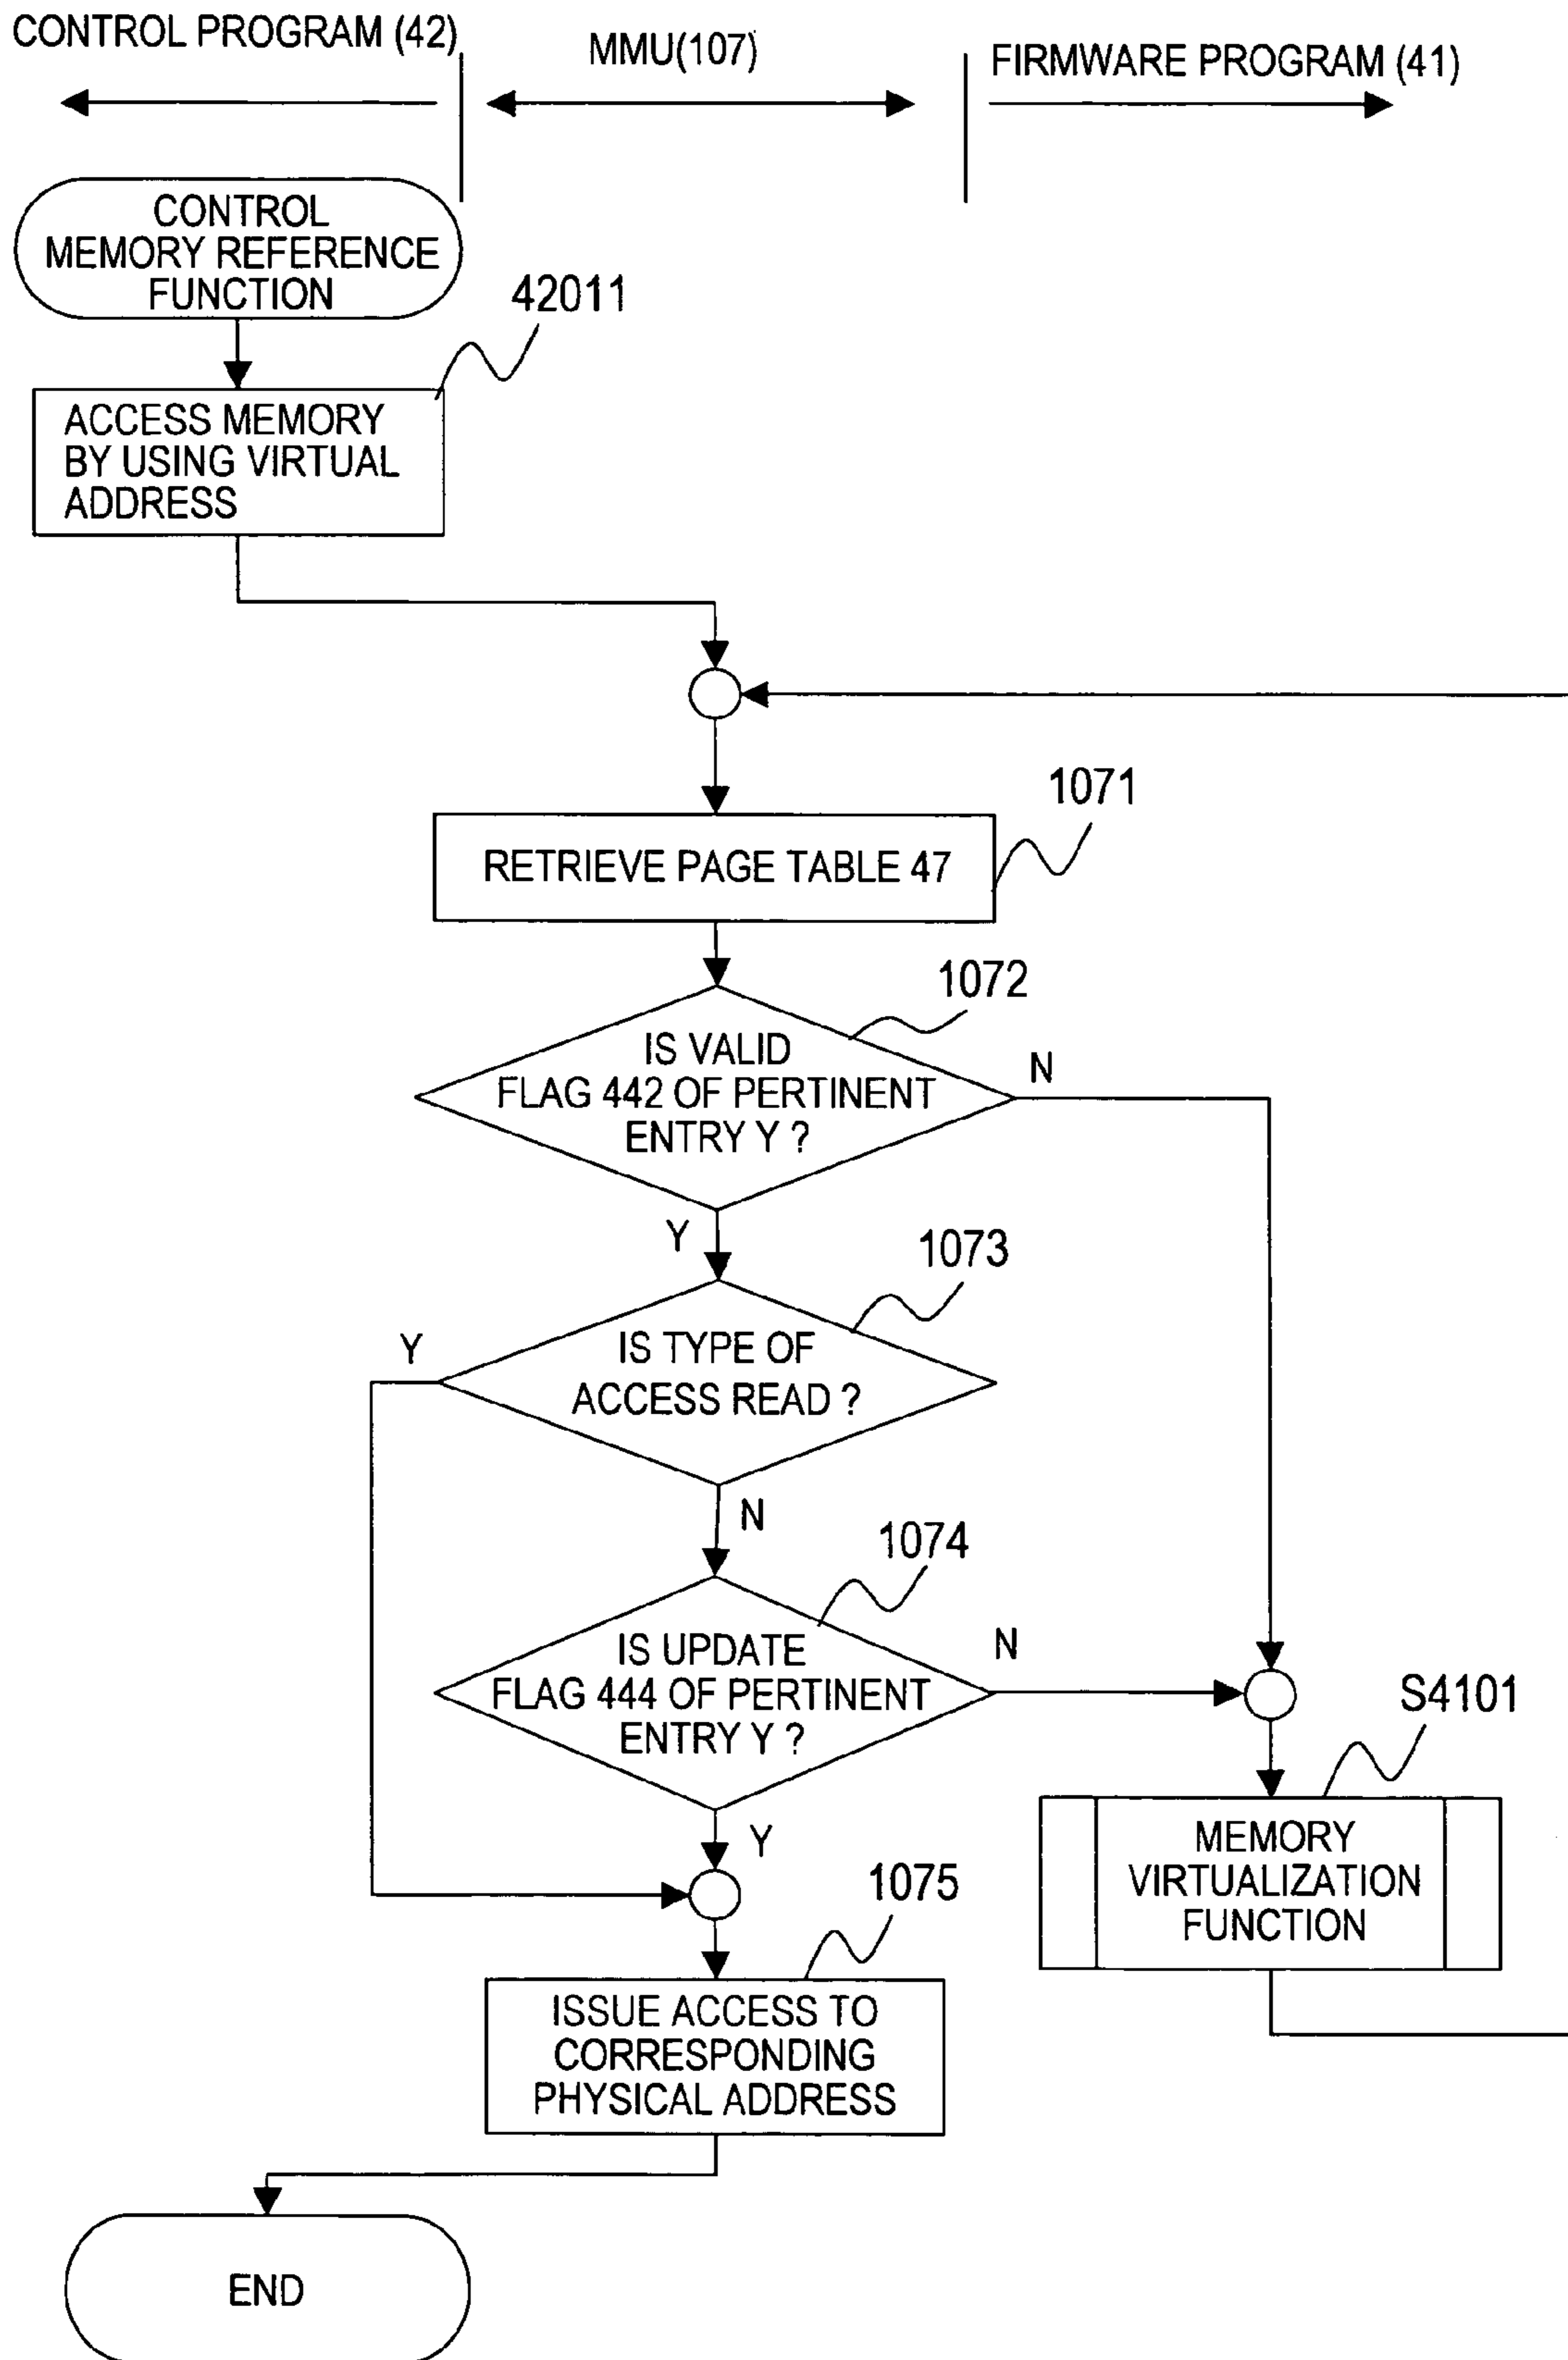 CONTROL PROGRAM (42)
MMU(107)
FIRMWARE PROGRAM (41)
CONTROL
MEMORY REFERENCE
FUNCTION
42011
ACCESS MEMORY
BY USING VIRTUAL
ADDRESS
1071
RETRIEVE PAGE TABLE 47
1072
IS VALID
FLAG 442 OF PERTINENT
ENTRY Y ?
N
Y
1073
Y
IS TYPE OF
ACCESS READ ?
N
1074
IS UPDATE
FLAG 444 OF PERTINENT
ENTRY Y ?
N
S4101
Y
MEMORY
VIRTUALIZATION
FUNCTION
1075
ISSUE ACCESS TO
CORRESPONDING
PHYSICAL ADDRESS
END